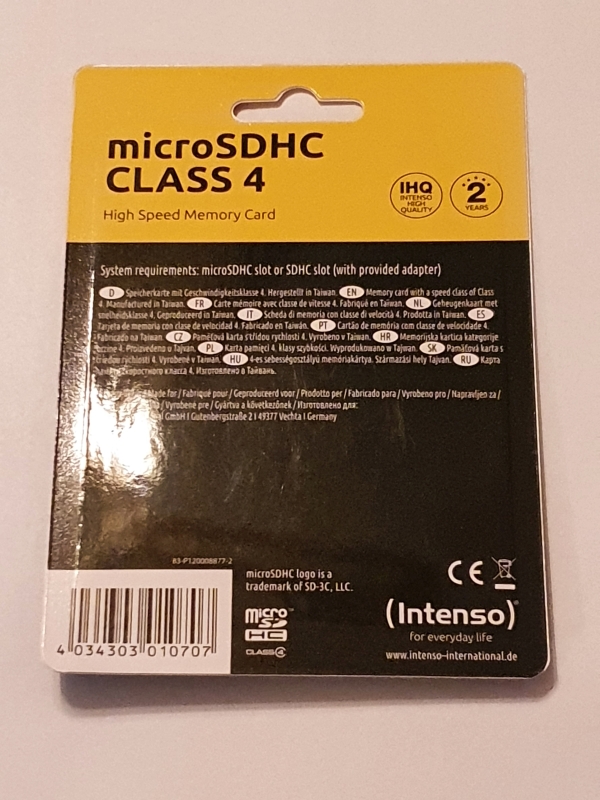 microSDHC
CLASS 4
High Speed Memory Card
IHQ
INTENSO
HIGH
QUALITY
2
YEARS
System requirements: microSDHC slot or SDHC slot (with provided adapter)
D Speicherkarte mit Geschwindigkeitsklasse 4. Hergestellt in Taiwan. EN Memory card with a speed class of Class
4. Manufactured in Taiwan. FR Carte mémoire avec classe de vitesse 4. Fabriqué en Taiwan. NL Geheugenkaart met
snelheidsklasse 4. Geproduceerd in Taiwan. IT Scheda di memoria con classe di velocità 4. Prodotta in Taiwan. ES
Tarjeta de memoria con clase de velocidad 4. Fabricado en Taiwán. PT Cartão de memória com classe de velocidade 4.
Fabricado na Taiwan. CZ Paměťová karta s třídou rychlosti 4. Vyrobeno v Taiwan. HR Memorijska kartica kategorije
brzine 4. Proizvedeno u Taiwan. PL Karta pamięci 4. klasy szybkości. Wyprodukowano w Taiwan. SK Pamäťová karta s
triedou rýchlosti 4. Vyrobené v Taiwan. HU 4-es sebességosztályú memóriakártya. Származási hely Taiwan. RU Карта
скоростного класса 4. Изготовлено в Тайвань.
Made for / Fabriqué pour / Geproduceerd voor / Prodotto per / Fabricado para / Vyrobeno pro / Napravljen za /
/ Vyrobené pre / Gyártva a következőnek / Изготовлено для:
GmbH I Gutenbergstraße 2 I 49377 Vechta I Germany
83-P120008877-2
microSDHC logo is a
trademark of SD-3C, LLC.
CE
micro
SD
HC
CLASS 4
(Intenso)
for everyday life
www.intenso-international.de
4 034303 010707